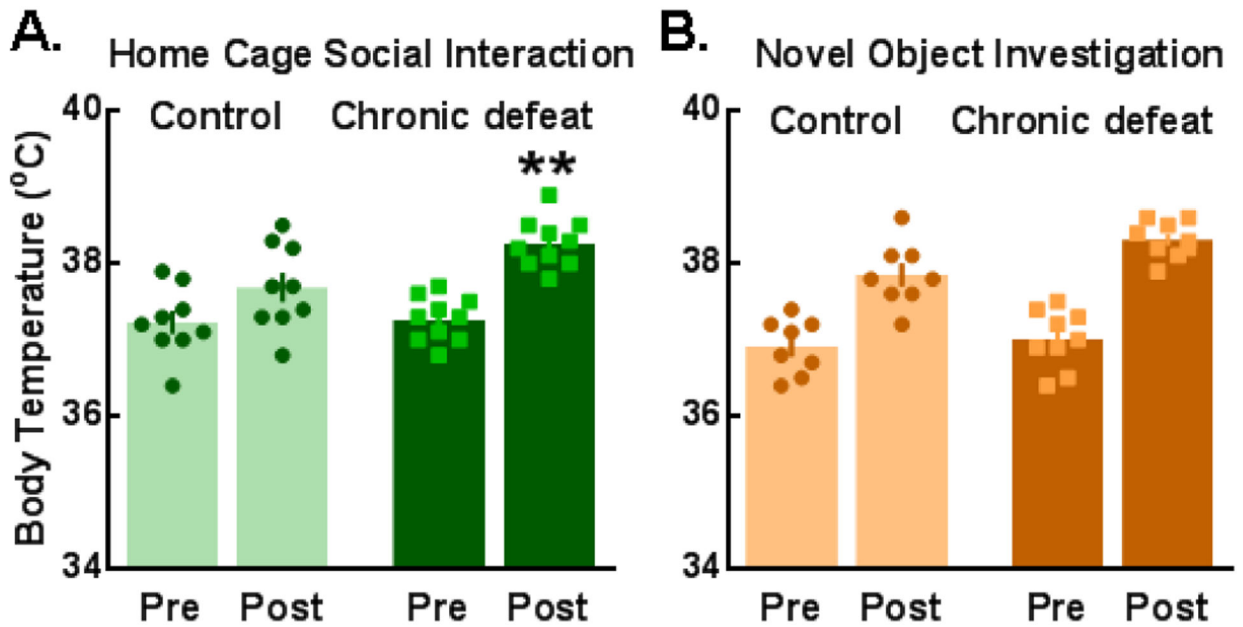 A. Home Cage Social Interaction
B. Novel Object Investigation
Body Temperature (ºC)
40
38
36
34
Control Chronic defeat
**
Pre Post Pre Post
40
38
36
34
Control Chronic defeat
Pre Post Pre Post